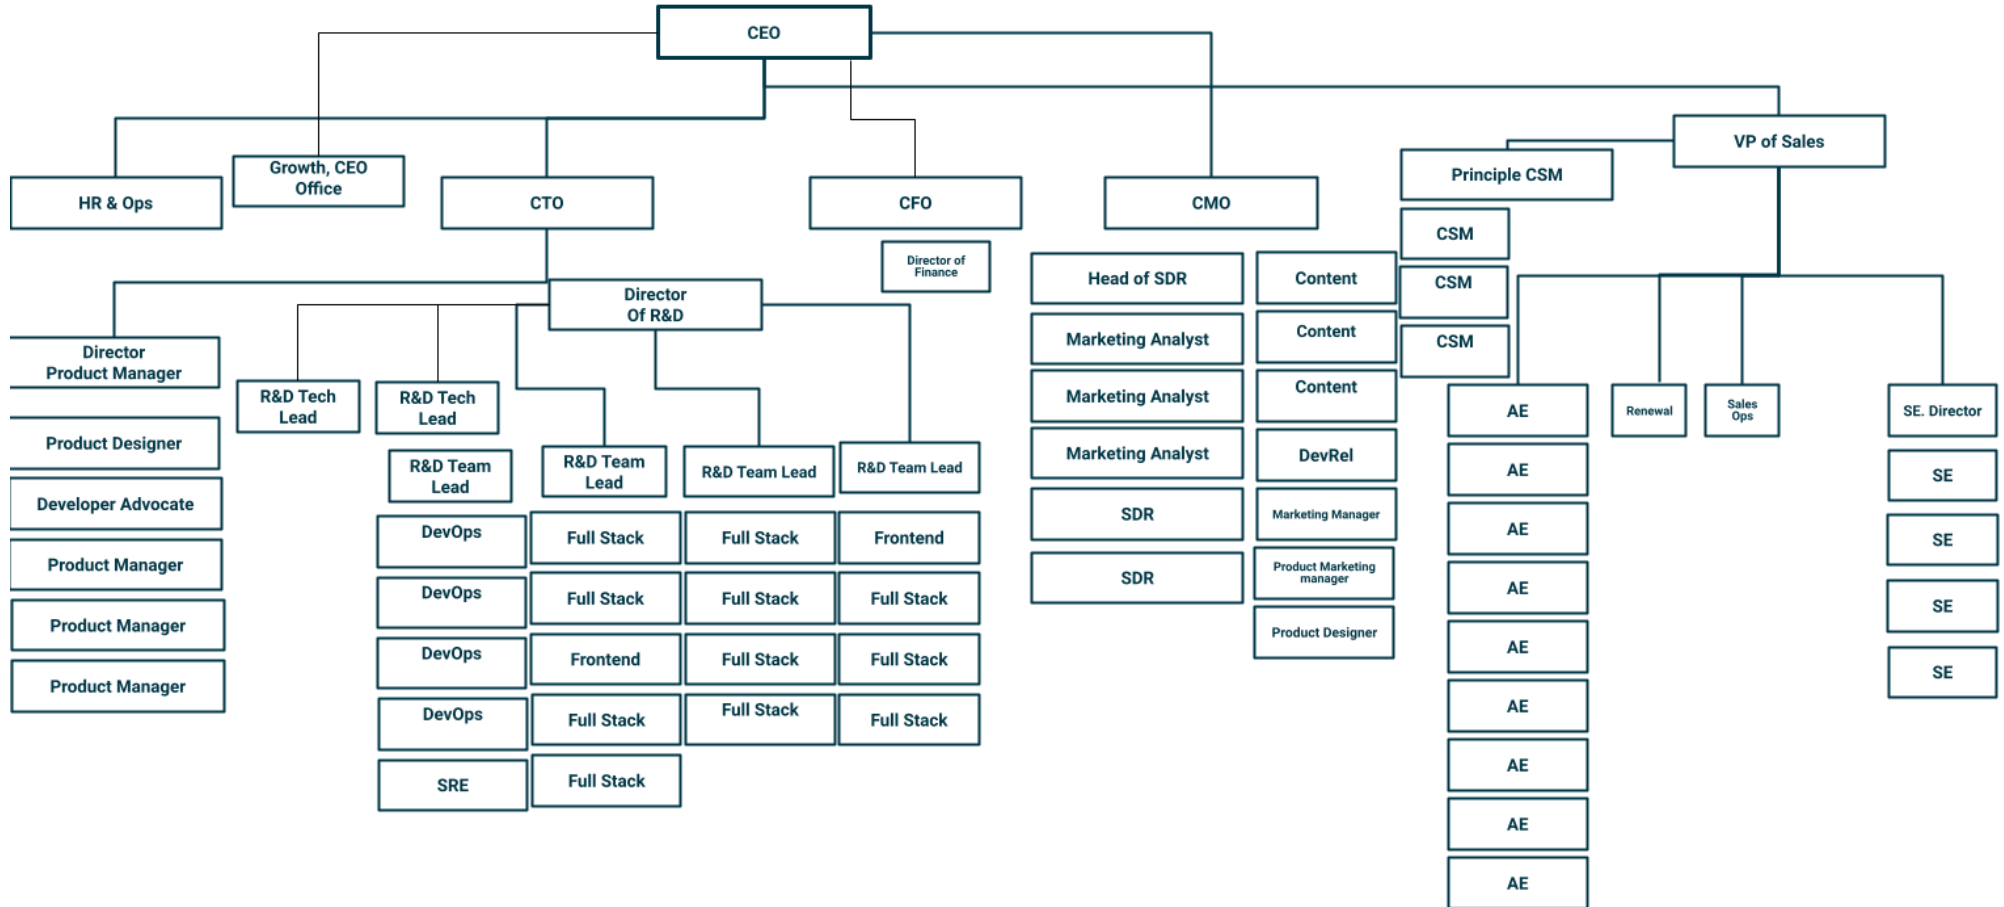 CEO
VP of Sales
Growth, CEO
Office
HR & Ops
CTO
CFO
CMO
Principle CSM
CSM
CSM
CSM
Director of
Finance
Director
Of R&D
Director
Product Manager
Product Designer
Developer Advocate
Product Manager
Product Manager
Product Manager
R&D Tech
Lead
R&D Tech
Lead
R&D Team
Lead
DevOps
DevOps
DevOps
DevOps
SRE
R&D Team
Lead
Full Stack
Full Stack
Frontend
Full Stack
Full Stack
R&D Team Lead
Full Stack
Full Stack
Full Stack
Full Stack
R&D Team Lead
Frontend
Full Stack
Full Stack
Full Stack
Head of SDR
Marketing Analyst
Marketing Analyst
Marketing Analyst
SDR
SDR
Content
Content
Content
DevRel
Marketing Manager
Product Marketing
manager
Product Designer
AE
AE
AE
AE
AE
AE
AE
AE
AE
Renewal
Sales
Ops
SE. Director
SE
SE
SE
SE